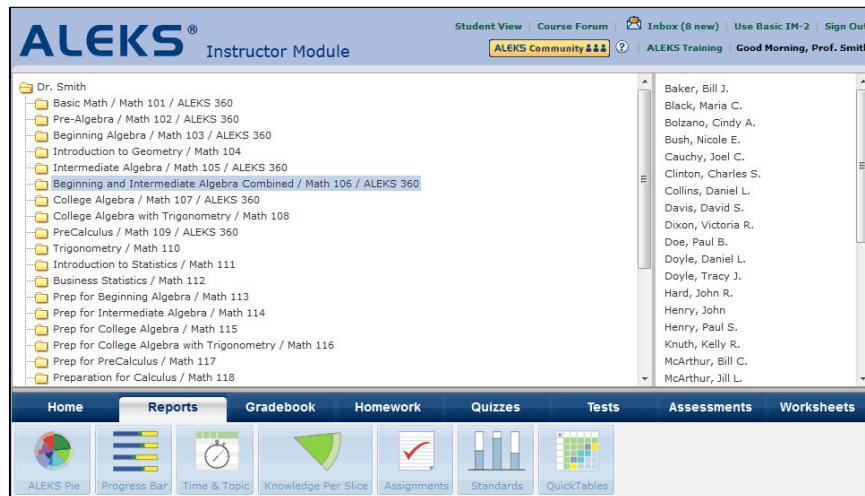 ALEKS® Instructor Module
Student View | Course Forum | Inbox (8 new) | Use Basic IM-2 | Sign Out
ALEKS Community ? | ALEKS Training | Good Morning, Prof. Smith
Dr. Smith
Basic Math / Math 101 / ALEKS 360
Pre-Algebra / Math 102 / ALEKS 360
Beginning Algebra / Math 103 / ALEKS 360
Introduction to Geometry / Math 104
Intermediate Algebra / Math 105 / ALEKS 360
Beginning and Intermediate Algebra Combined / Math 106 / ALEKS 360
College Algebra / Math 107 / ALEKS 360
College Algebra with Trigonometry / Math 108
PreCalculus / Math 109 / ALEKS 360
Trigonometry / Math 110
Introduction to Statistics / Math 111
Business Statistics / Math 112
Prep for Beginning Algebra / Math 113
Prep for Intermediate Algebra / Math 114
Prep for College Algebra / Math 115
Prep for College Algebra with Trigonometry / Math 116
Prep for PreCalculus / Math 117
Preparation for Calculus / Math 118
Baker, Bill J.
Black, Maria C.
Bolzano, Cindy A.
Bush, Nicole E.
Cauchy, Joel C.
Clinton, Charles S.
Collins, Daniel L.
Davis, David S.
Dixon, Victoria R.
Doe, Paul B.
Doyle, Daniel L.
Doyle, Tracy J.
Hard, John R.
Henry, John
Henry, Paul S.
Knuth, Kelly R.
McArthur, Bill C.
McArthur, Jill L.
Home Reports Gradebook Homework Quizzes Tests Assessments Worksheets
ALEKS Pie Progress Bar Time & Topic Knowledge Per Slice Assignments Standards QuickTables